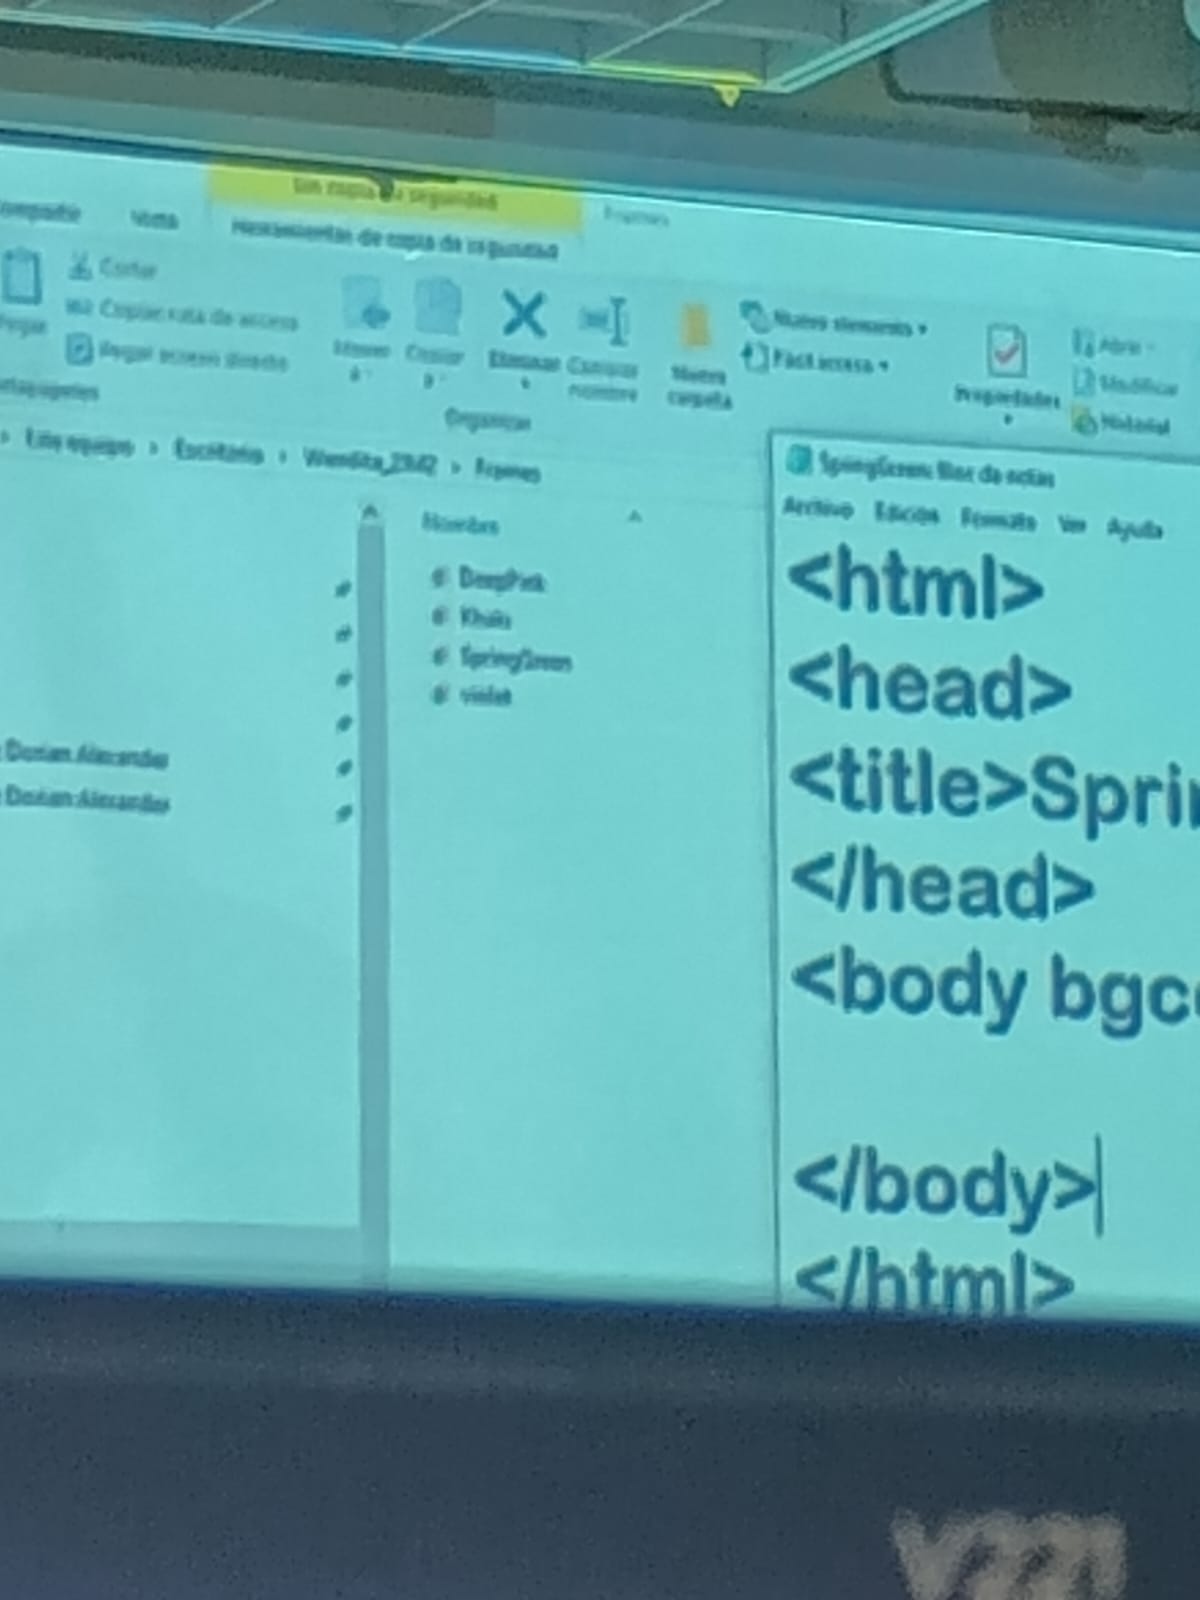 Sin copia de seguridad
Frames
Compartir Vista Herramientas de copia de seguridad
Cortar
Copiar ruta de acceso
Pegar acceso directo
Pegar
Mover a
Copiar a
Eliminar
Cambiar nombre
Nueva carpeta
Nuevo elemento
Fácil acceso
Propiedades
Abrir
Modificar
Historial
Organizar
Este equipo > Escritorio > > Frames
Nombre
DeepPink
Khaki
SpringGreen
violet
Dorian Alexander
Dorian Alexander
SpringGreen: Bloc de notas
Archivo Edición Formato Ver Ayuda
<html>
<head>
<title>Sprin
</head>
<body bgc
</body>
</html>